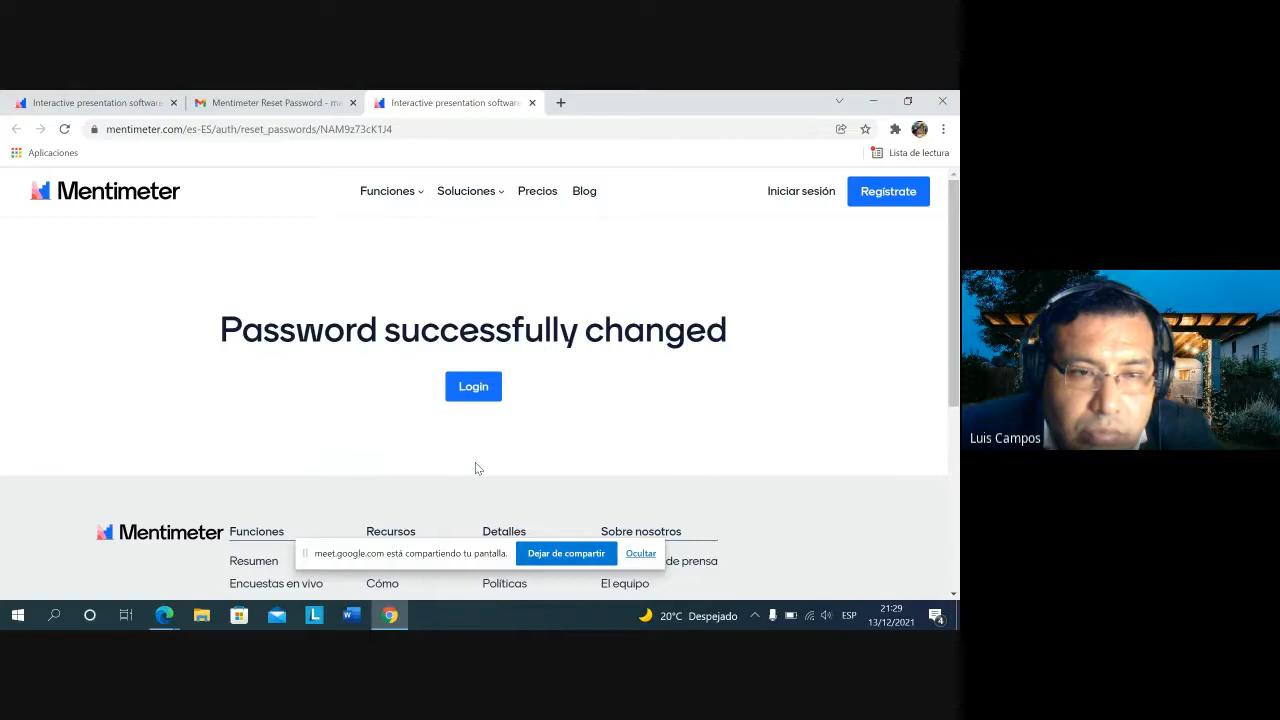 Interactive presentation software
Mentimeter Reset Password - ma
Interactive presentation software
mentimeter.com/es-ES/auth/reset_passwords/NAM9z73cK1J4
Aplicaciones
Lista de lectura
Mentimeter
Funciones
Soluciones
Precios
Blog
Iniciar sesión
Regístrate
Password successfully changed
Login
Luis Campos
Mentimeter
Funciones
Recursos
Detalles
Sobre nosotros
meet.google.com está compartiendo tu pantalla.
Dejar de compartir
Ocultar
Resumen
de prensa
Encuestas en vivo
Cómo
Políticas
El equipo
L
W
20°C Despejado
ESP
21:29
13/12/2021
4